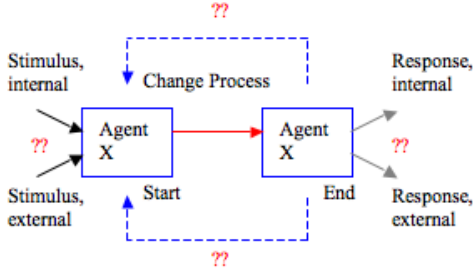 ??
Stimulus,
internal
Change Process
Response,
internal
??
Agent
X
Agent
X
??
Stimulus,
external
Start
End
Response,
external
??